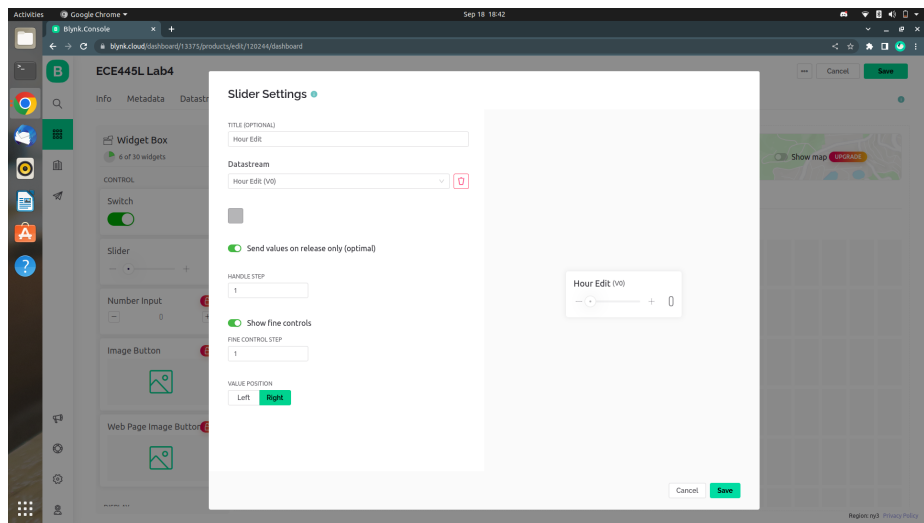 Activities
Google Chrome
Sep 18 18:42
Blynk.Console
blynk.cloud/dashboard/13375/products/edit/120244/dashboard
B
ECE445L Lab4
Cancel
Save
Info Metadata Datastr
Show map UPGRADE
Widget Box
6 of 30 widgets
CONTROL
Switch
Slider
Number Input
0
Image Button
Web Page Image Button
Slider Settings
TITLE (OPTIONAL)
Hour Edit
Datastream
Hour Edit (V0)
Send values on release only (optimal)
HANDLE STEP
1
Show fine controls
FINE CONTROL STEP
1
VALUE POSITION
Left Right
Hour Edit (V0)
0
Cancel Save
Region: ny3 Privacy Policy